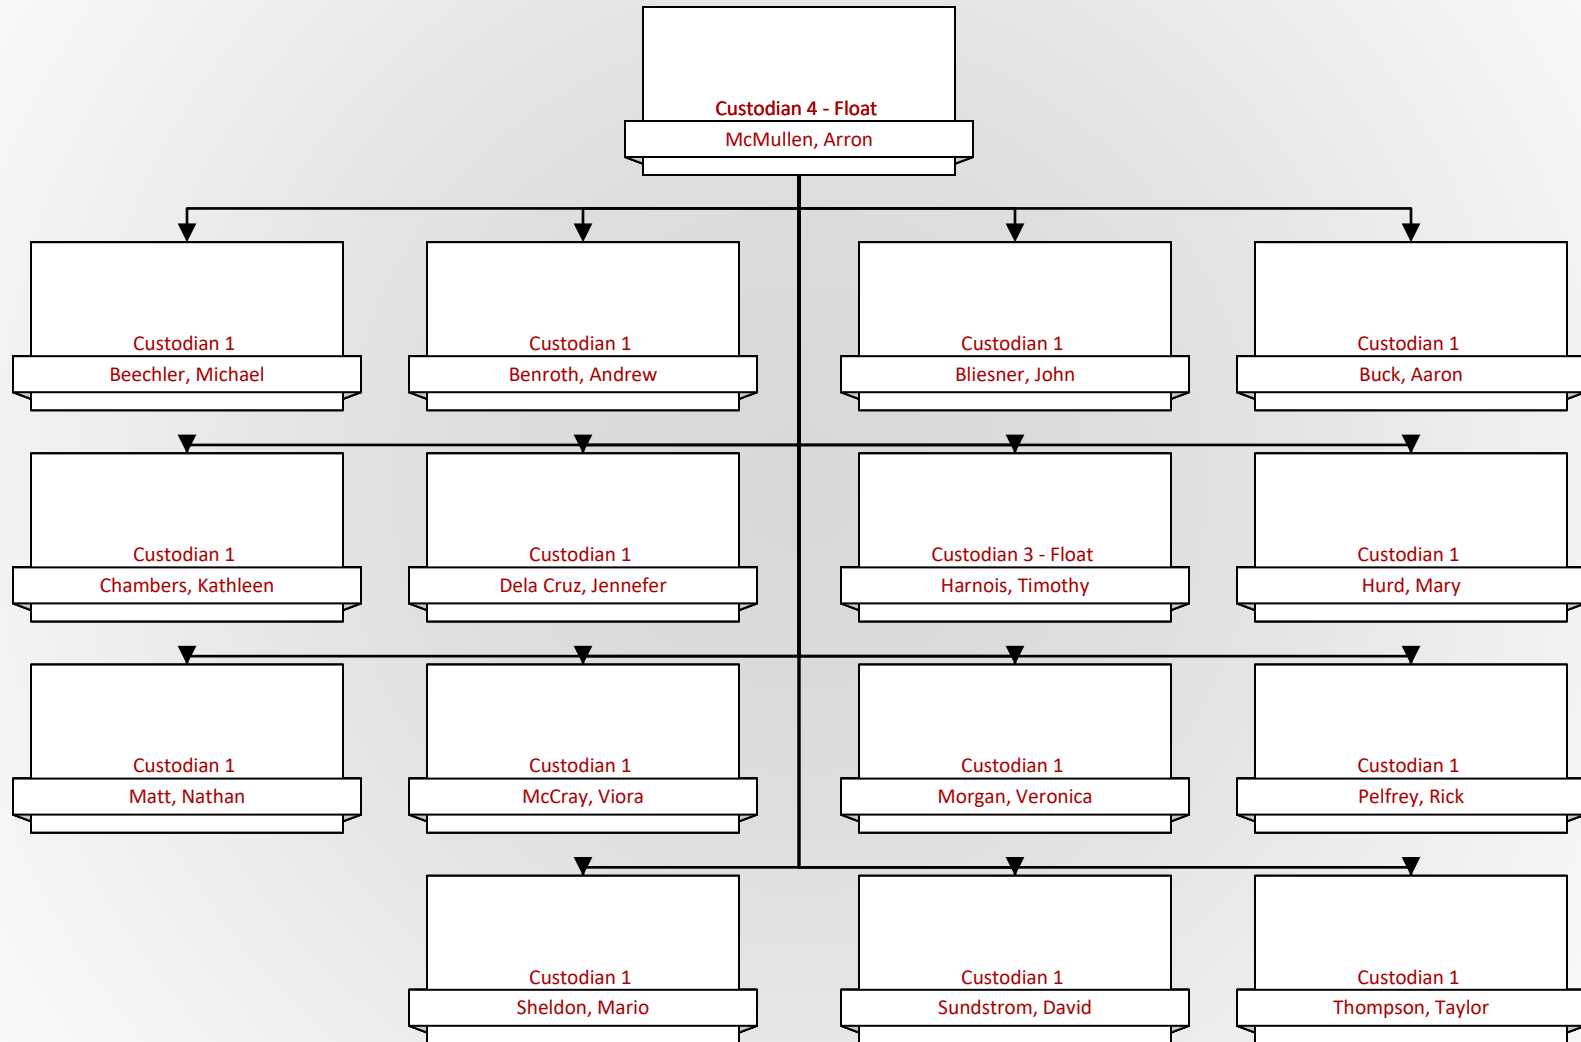 Custodian 4 - Float
McMullen, Arron
Custodian 1
Beechler, Michael
Custodian 1
Benroth, Andrew
Custodian 1
Bliesner, John
Custodian 1
Buck, Aaron
Custodian 1
Chambers, Kathleen
Custodian 1
Dela Cruz, Jennefer
Custodian 3 - Float
Harnois, Timothy
Custodian 1
Hurd, Mary
Custodian 1
Matt, Nathan
Custodian 1
McCray, Viora
Custodian 1
Morgan, Veronica
Custodian 1
Pelfrey, Rick
Custodian 1
Sheldon, Mario
Custodian 1
Sundstrom, David
Custodian 1
Thompson, Taylor